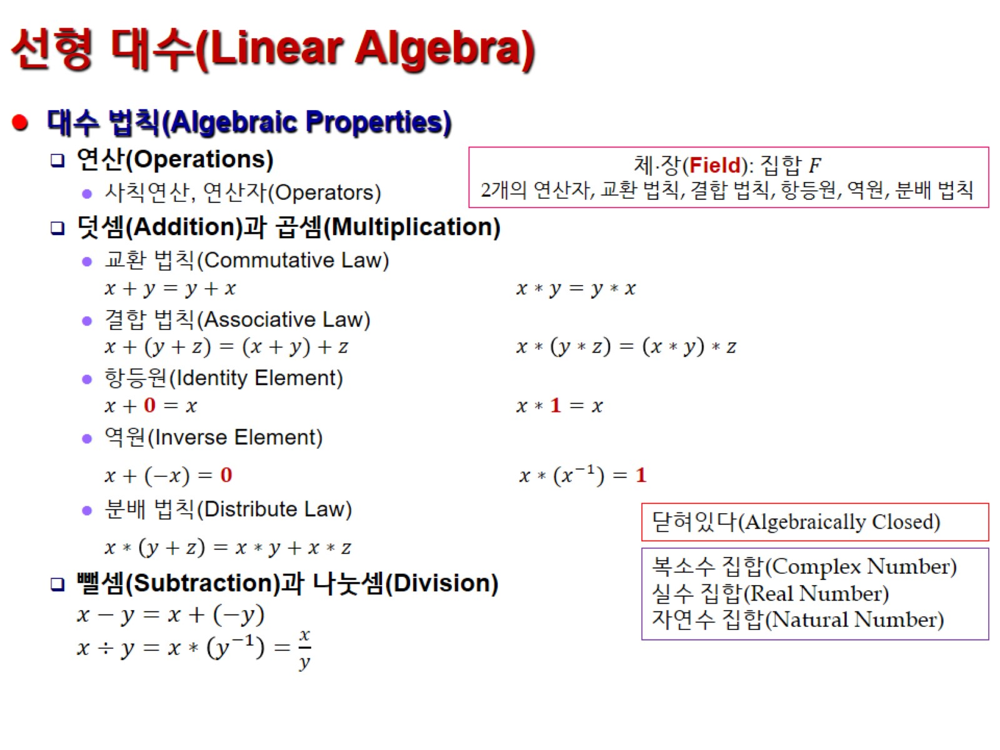 선형 대수(Linear Algebra)
대수 법칙(Algebraic Properties)
연산(Operations)
사칙연산, 연산자(Operators)
체·장(Field): 집합 F
2개의 연산자, 교환 법칙, 결합 법칙, 항등원, 역원, 분배 법칙
덧셈(Addition)과 곱셈(Multiplication)
교환 법칙(Commutative Law)
x + y = y + x
x * y = y * x
결합 법칙(Associative Law)
x + (y + z) = (x + y) + z
x * (y * z) = (x * y) * z
항등원(Identity Element)
x + 0 = x
x * 1 = x
역원(Inverse Element)
x + (−x) = 0
x * (x⁻¹) = 1
분배 법칙(Distribute Law)
x * (y + z) = x * y + x * z
닫혀있다(Algebraically Closed)
복소수 집합(Complex Number)
실수 집합(Real Number)
자연수 집합(Natural Number)
뺄셈(Subtraction)과 나눗셈(Division)
x − y = x + (−y)
x ÷ y = x * (y⁻¹) = x/y